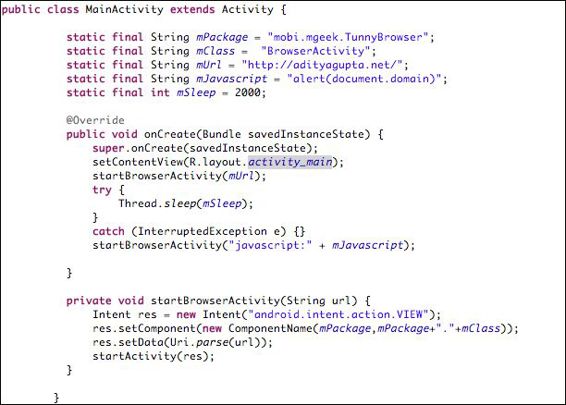 public class MainActivity extends Activity {
static final String mPackage = "mobi.mgeek.TunnyBrowser";
static final String mClass =  "BrowserActivity";
static final String mUrl = "http://adityagupta.net/";
static final String mJavascript = "alert(document.domain)";
static final int mSleep = 2000;
@Override
public void onCreate(Bundle savedInstanceState) {
super.onCreate(savedInstanceState);
setContentView(R.layout.activity_main);
startBrowserActivity(mUrl);
try {
Thread.sleep(mSleep);
}
catch (InterruptedException e) {}
startBrowserActivity("javascript:" + mJavascript);
}
private void startBrowserActivity(String url) {
Intent res = new Intent("android.intent.action.VIEW");
res.setComponent(new ComponentName(mPackage,mPackage+"."+mClass));
res.setData(Uri.parse(url));
startActivity(res);
}
}